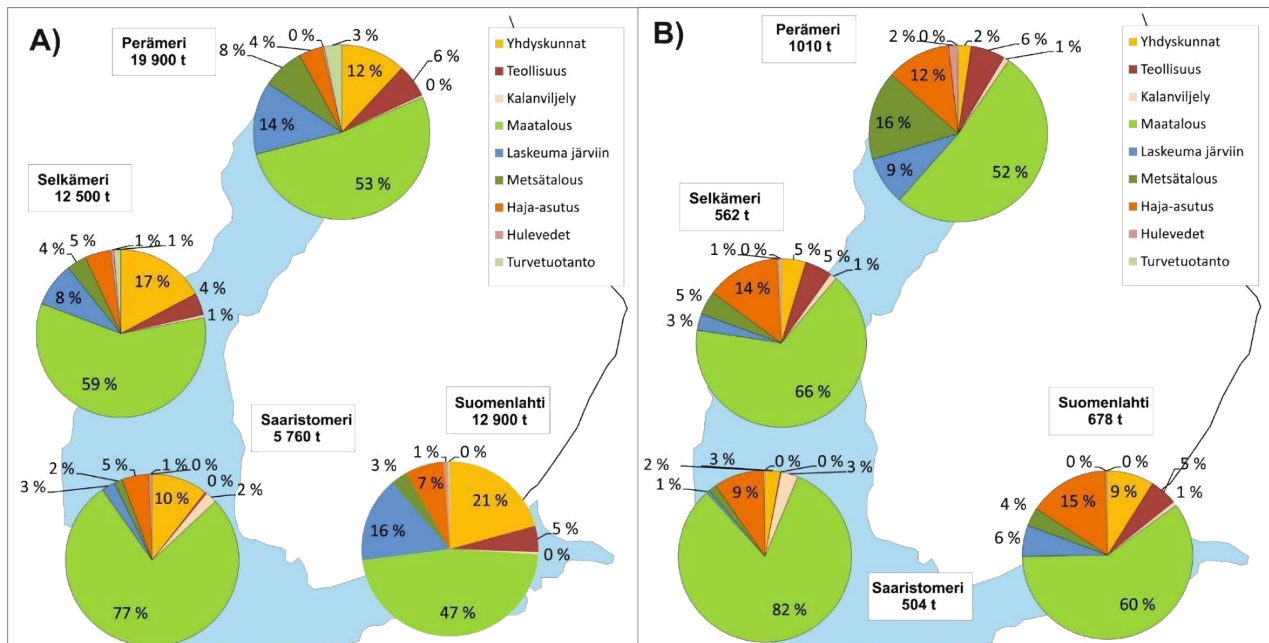 A)
Perämeri
19 900 t
0 %
3 %
4 %
8 %
12 %
6 %
0 %
14 %
53 %
Yhdyskunnat
Teollisuus
Kalanviljely
Maatalous
Laskeuma järviin
Metsätalous
Haja-asutus
Hulevedet
Turvetuotanto
Selkämeri
12 500 t
1 %
1 %
5 %
4 %
17 %
4 %
8 %
1 %
59 %
Saaristomeri
5 760 t
1 %
0 %
5 %
2 %
0 %
3 %
10 %
2 %
77 %
Suomenlahti
12 900 t
1 %
0 %
3 %
7 %
21 %
16 %
5 %
0 %
47 %
B)
Perämeri
1010 t
2 %
0 %
2 %
6 %
1 %
12 %
16 %
9 %
52 %
Yhdyskunnat
Teollisuus
Kalanviljely
Maatalous
Laskeuma järviin
Metsätalous
Haja-asutus
Hulevedet
Turvetuotanto
Selkämeri
562 t
1 %
0 %
5 %
5 %
1 %
14 %
5 %
3 %
66 %
2 %
3 %
0 %
0 %
3 %
9 %
1 %
82 %
Saaristomeri
504 t
Suomenlahti
678 t
0 %
0 %
5 %
1 %
15 %
9 %
4 %
6 %
60 %